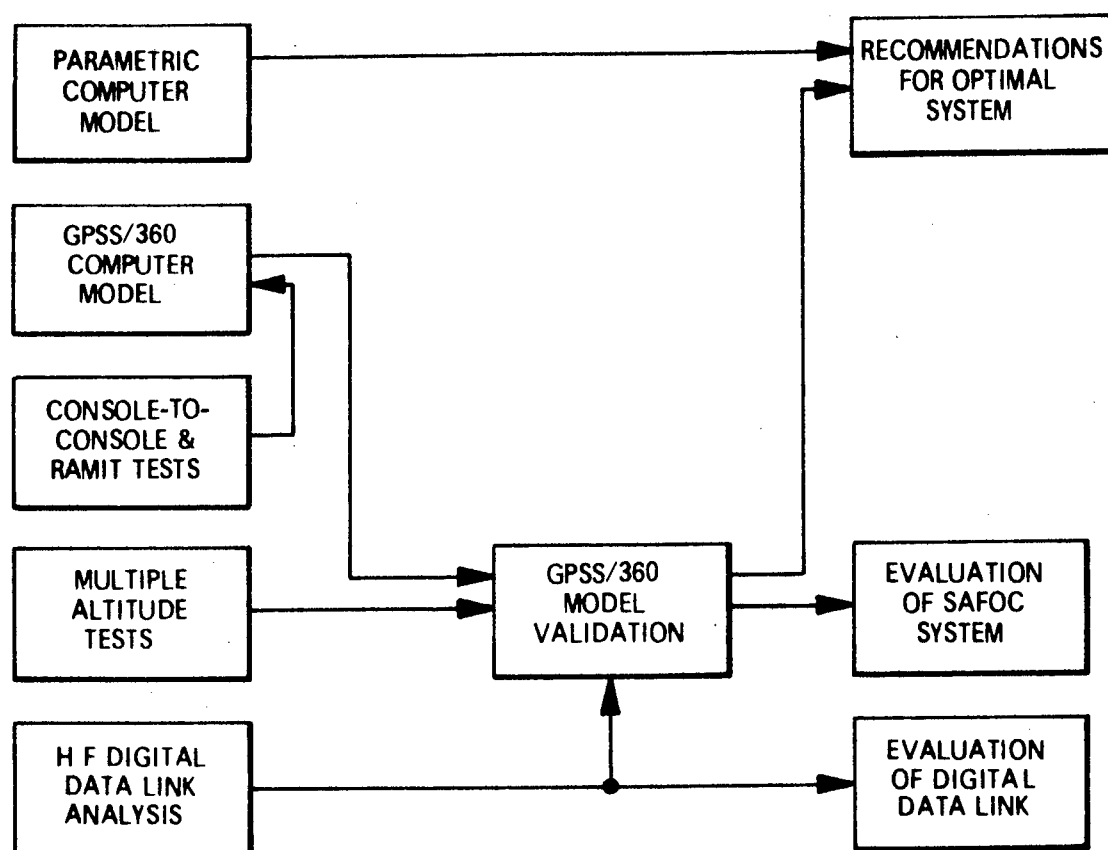 PARAMETRIC
COMPUTER
MODEL
RECOMMENDATIONS
FOR OPTIMAL
SYSTEM
GPSS/360
COMPUTER
MODEL
CONSOLE-TO-
CONSOLE &
RAMIT TESTS
MULTIPLE
ALTITUDE
TESTS
GPSS/360
MODEL
VALIDATION
EVALUATION
OF SAFOC
SYSTEM
H F DIGITAL
DATA LINK
ANALYSIS
EVALUATION
OF DIGITAL
DATA LINK